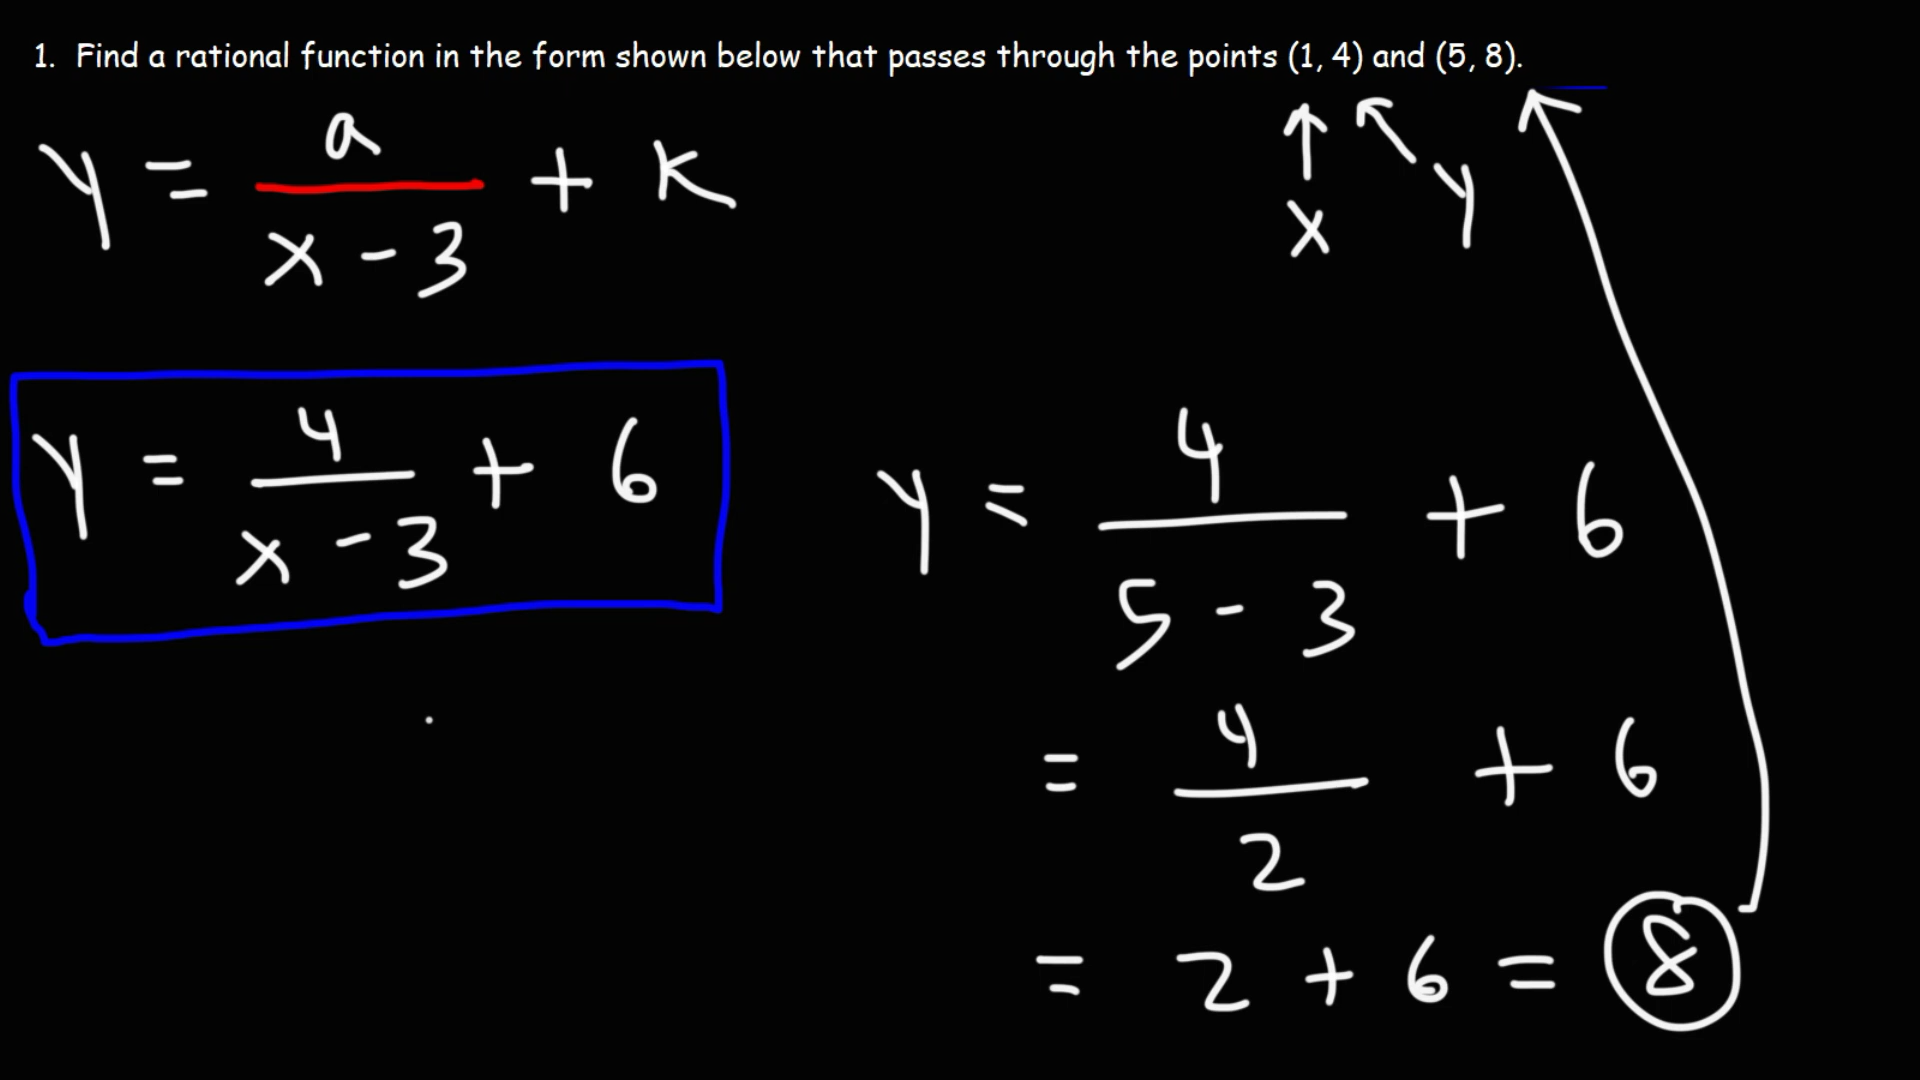 1. Find a rational function in the form shown below that passes through the points (1, 4) and (5, 8).
y = a/(x - 3) + K
x y
y = 4/(x - 3) + 6
y = 4/(5 - 3) + 6
= 4/2 + 6
= 2 + 6 = 8